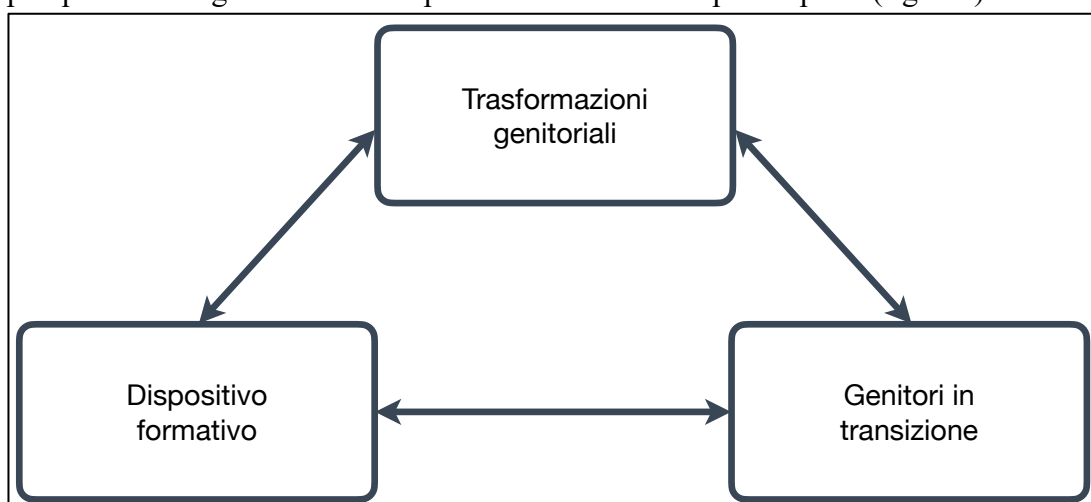 Trasformazioni
genitoriali
Dispositivo
formativo
Genitori in
transizione